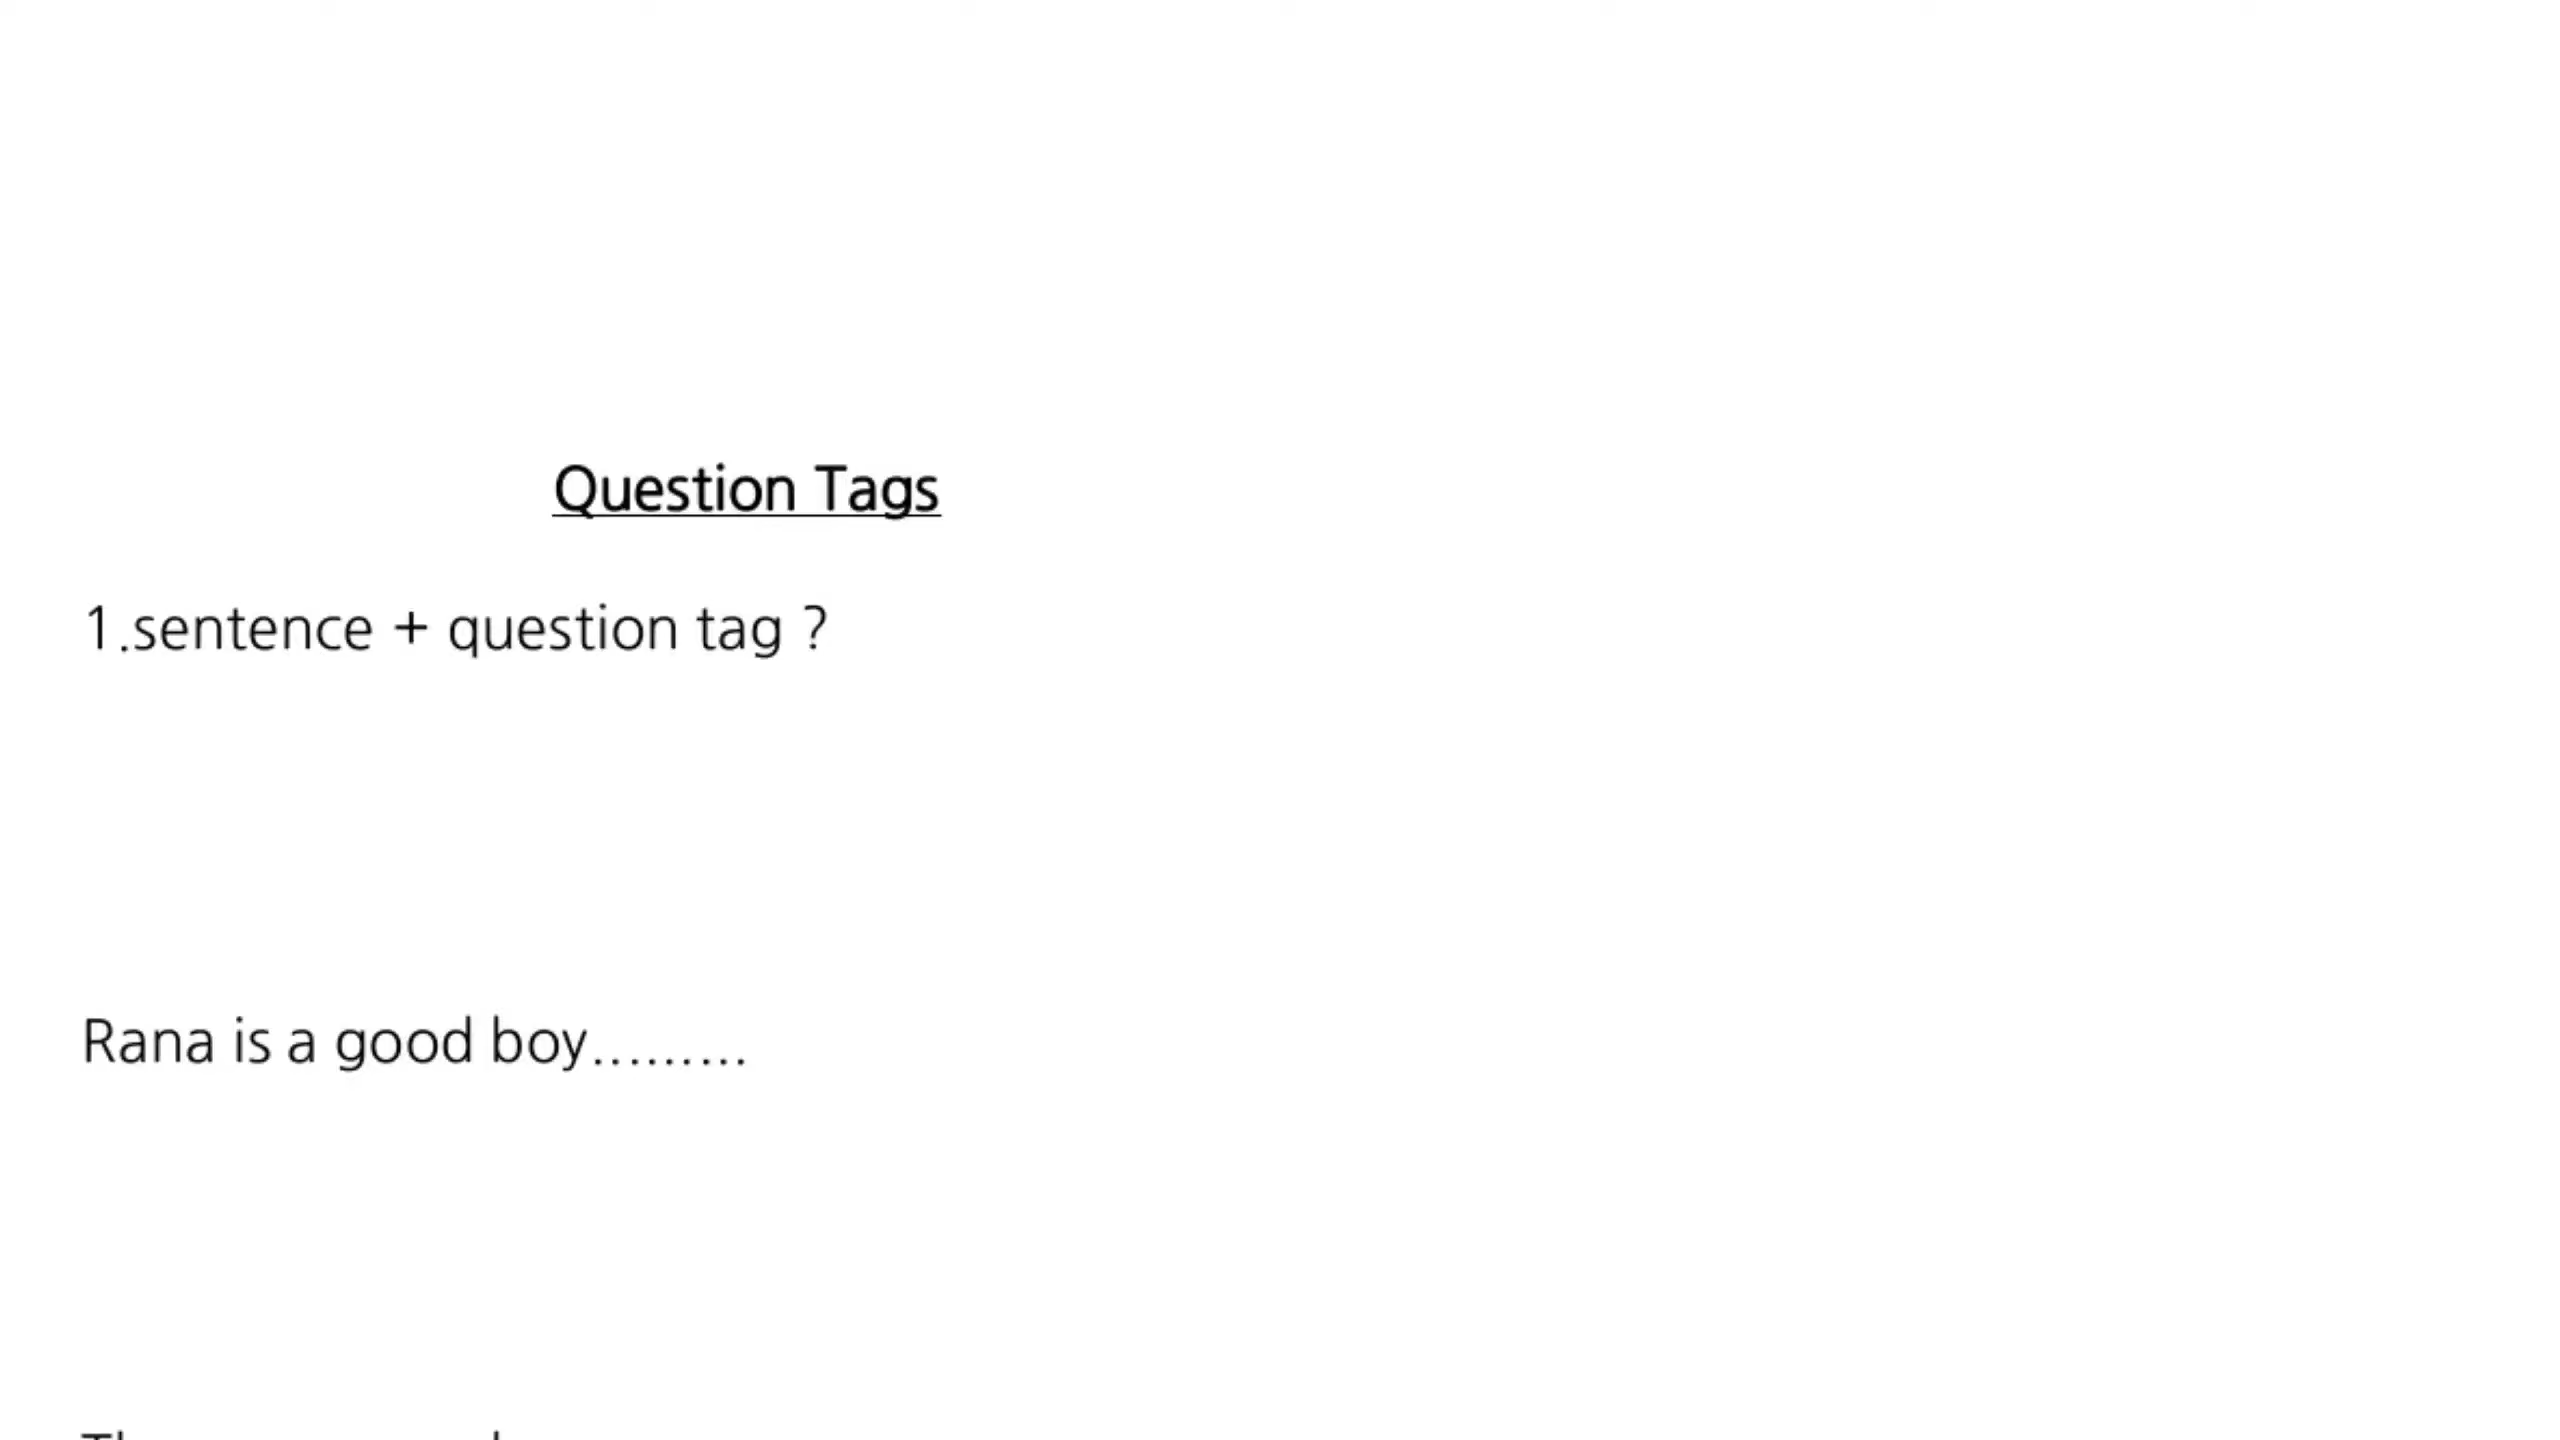 Question Tags
1.sentence + question tag ?
Rana is a good boy.........